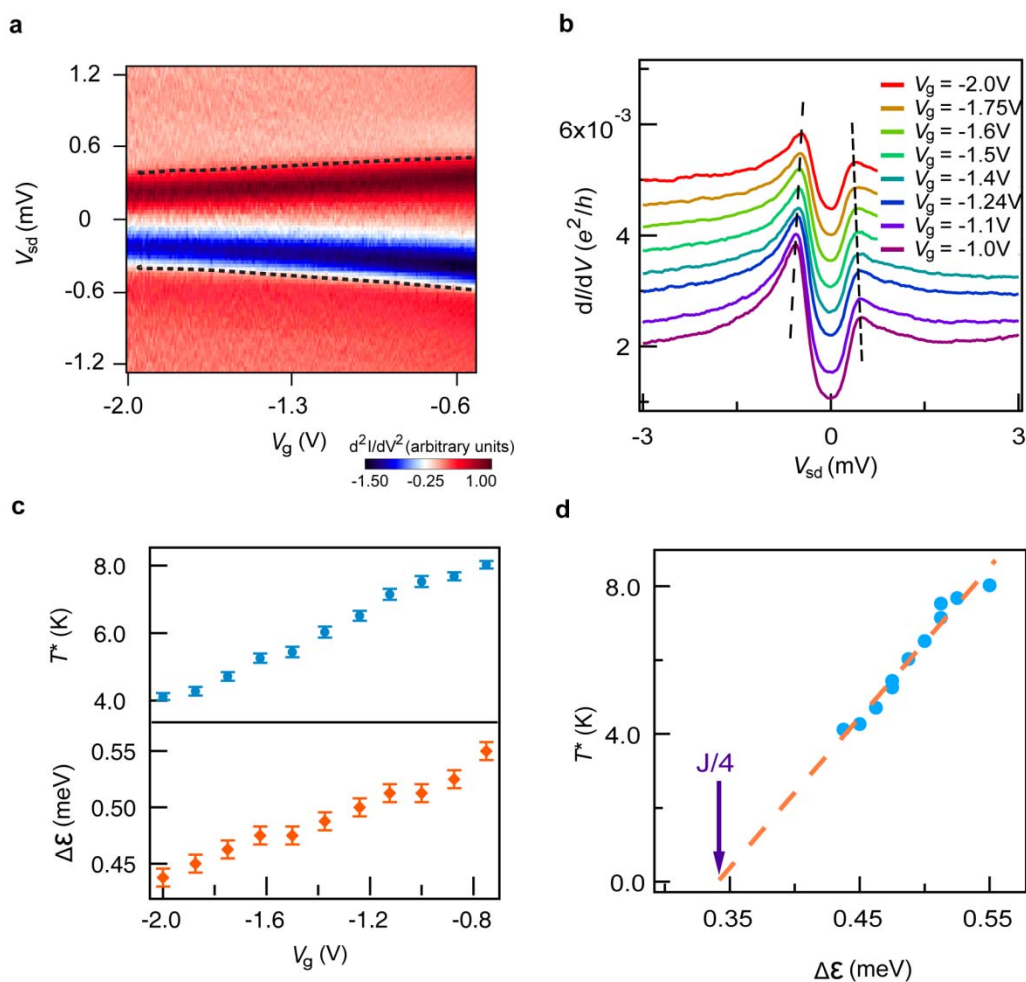 a
1.2
0.6
0
-0.6
-1.2
V_sd (mV)
-2.0 -1.3 -0.6
V_g (V)
d²I/dV² (arbitrary units)
-1.50 -0.25 1.00
b
6x10⁻³
4
2
dI/dV (e²/h)
V_g = -2.0V
V_g = -1.75V
V_g = -1.6V
V_g = -1.5V
V_g = -1.4V
V_g = -1.24V
V_g = -1.1V
V_g = -1.0V
-3 0 3
V_sd (mV)
c
8.0
6.0
4.0
T* (K)
0.55
0.50
0.45
Δε (meV)
-2.0 -1.6 -1.2 -0.8
V_g (V)
d
8.0
4.0
0.0
T* (K)
J/4
0.35 0.45 0.55
Δε (meV)